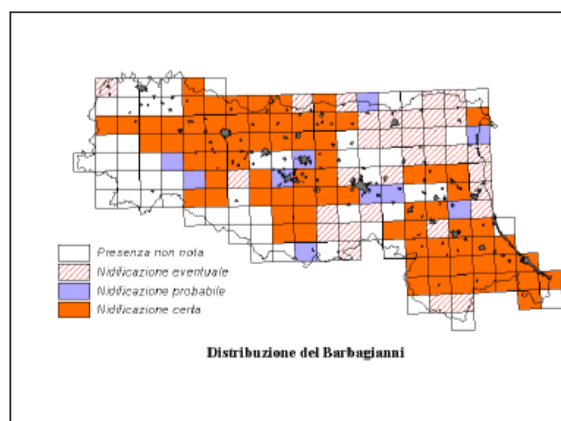 Presenza non nota
Nidificazione eventuale
Nidificazione probabile
Nidificazione certa
Distribuzione del Barbagianni